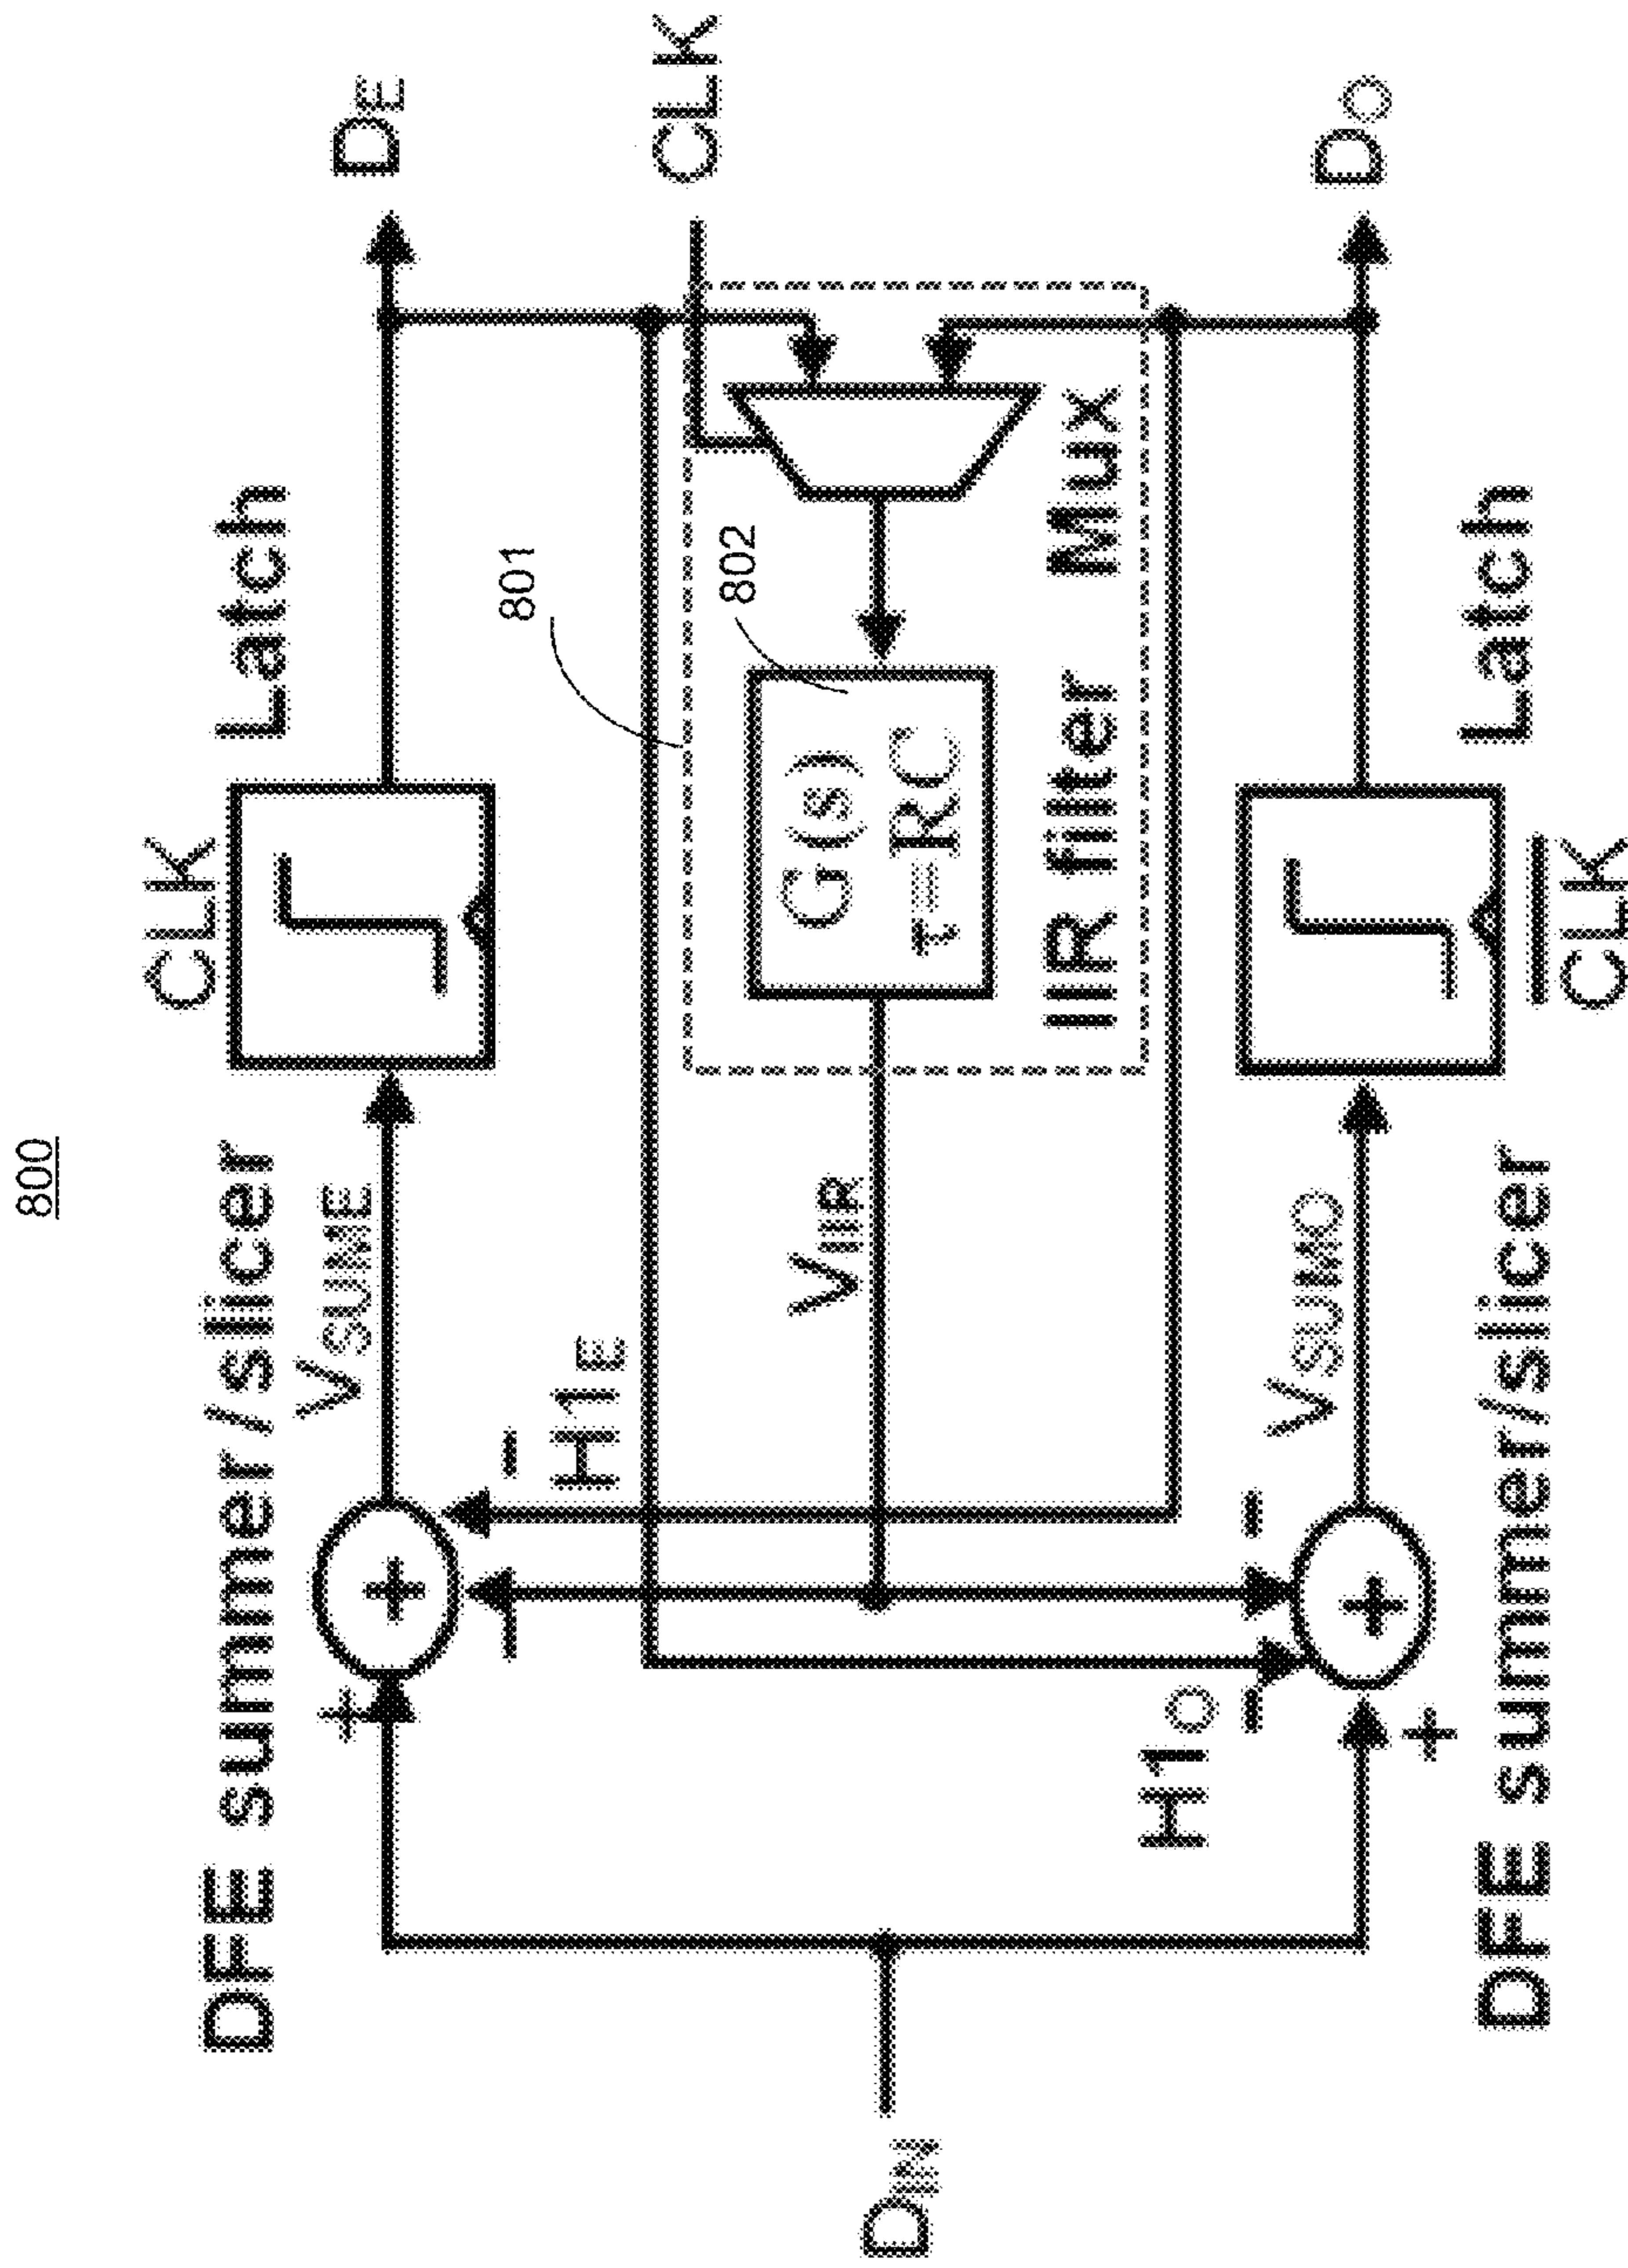 800
DFE summer/slicer
CLK
Latch
V_SUME
D_E
H1_E
801
802
CLK
V_IIR
G(s)
τ=RC
IIR filter
Mux
D_IN
H1_O
V_SUMO
D_O
DFE summer/slicer
CLK
Latch